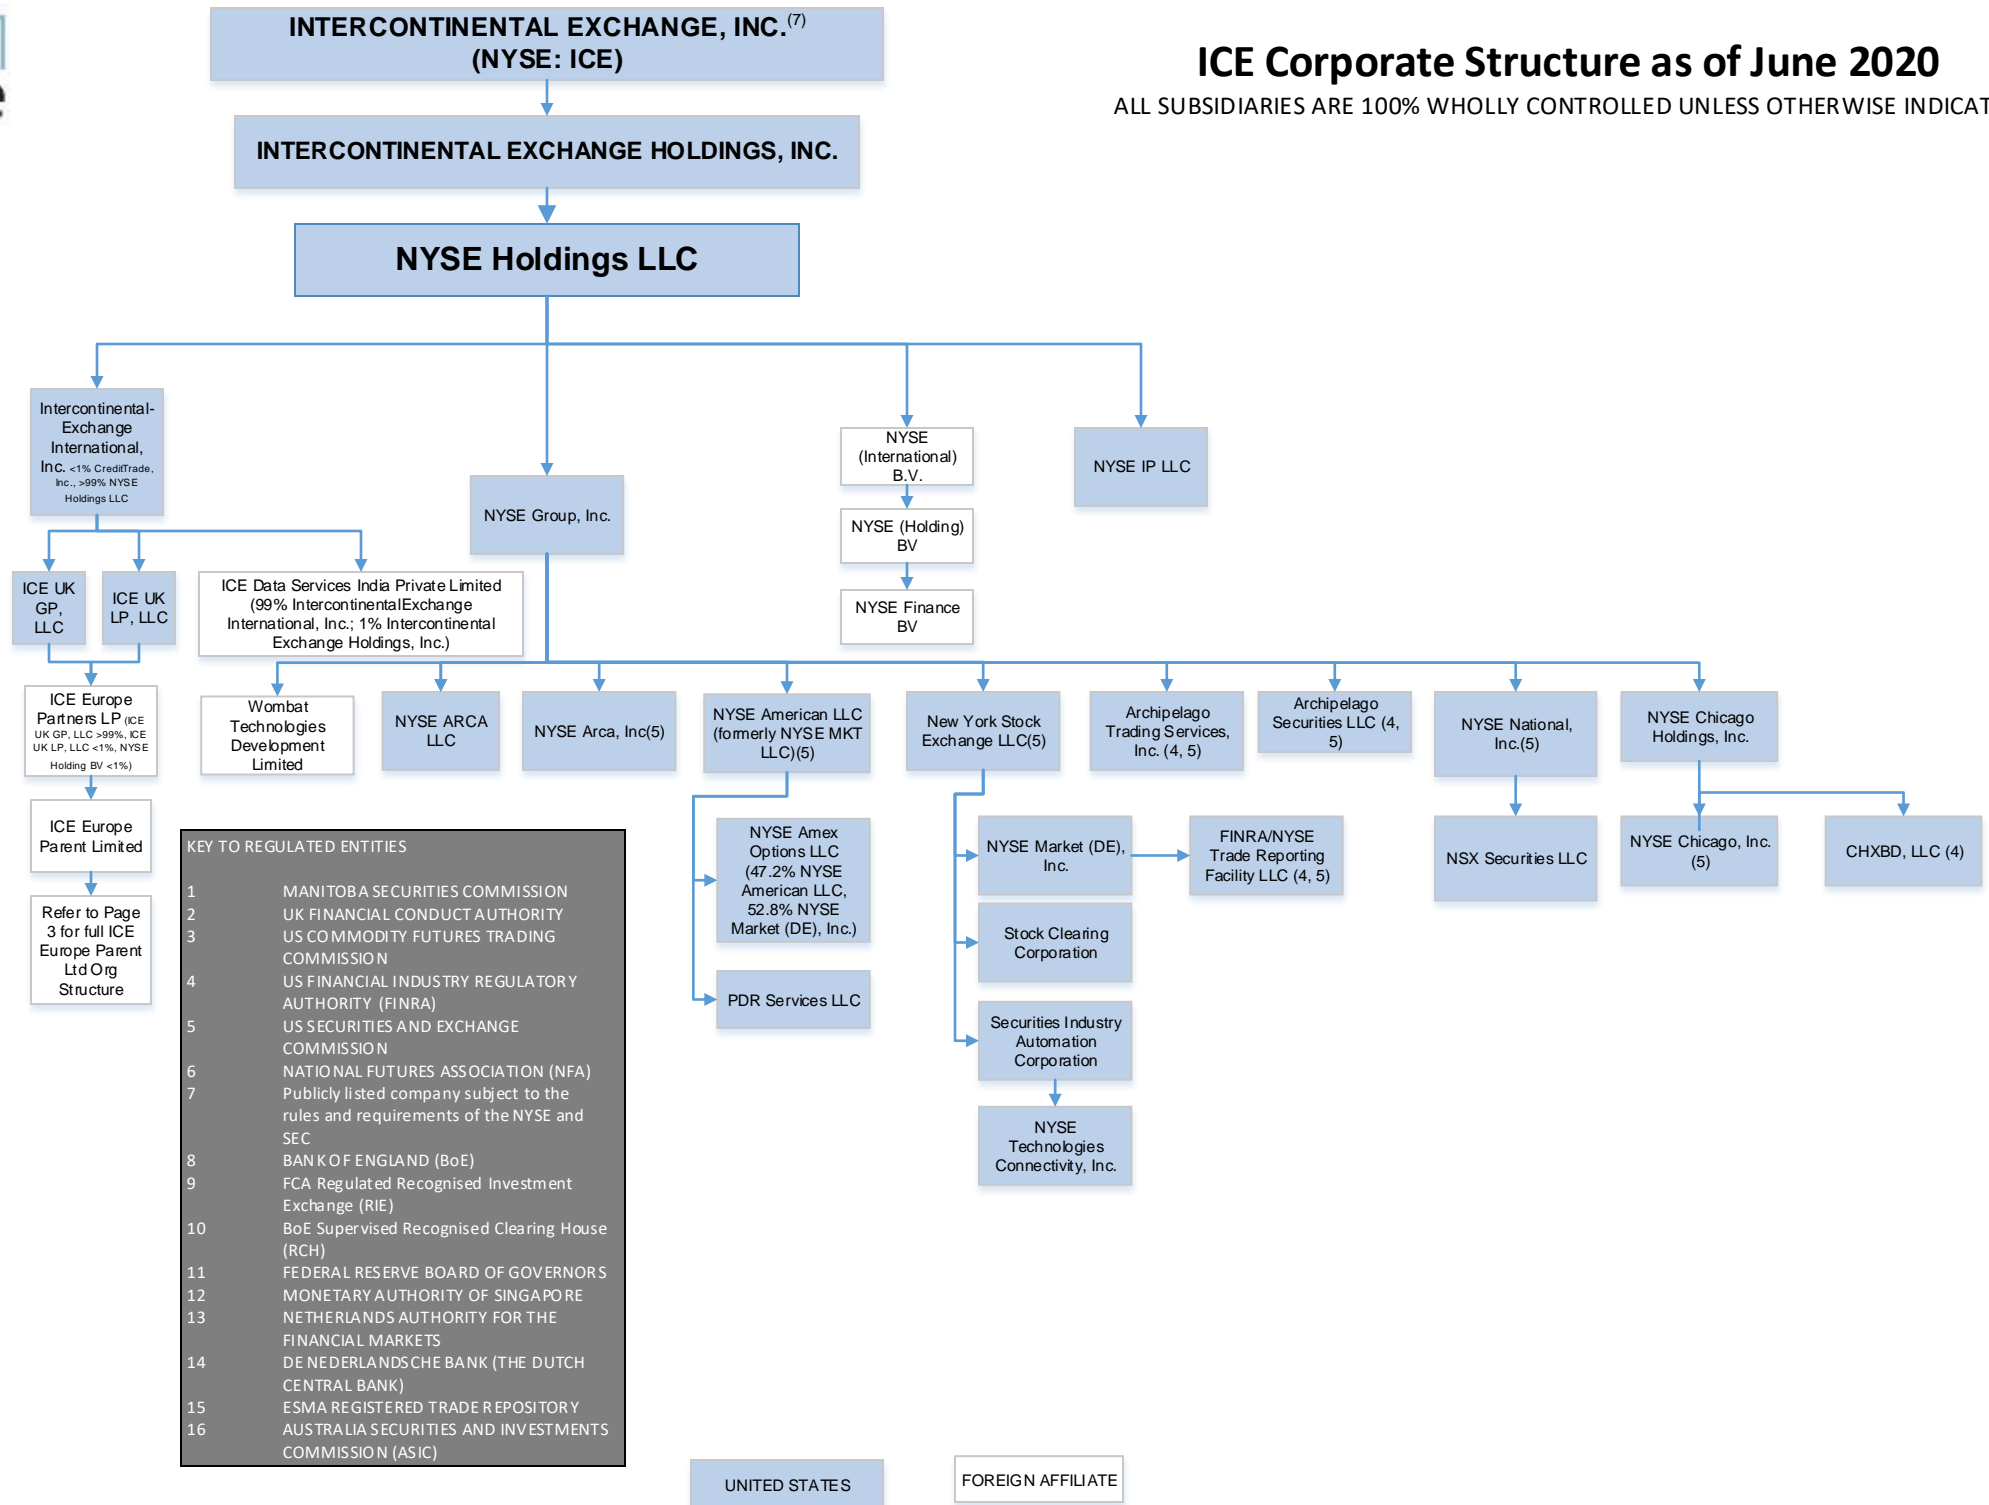 INTERCONTINENTAL EXCHANGE, INC.(7)
(NYSE: ICE)
ICE Corporate Structure as of June 2020
ALL SUBSIDIARIES ARE 100% WHOLLY CONTROLLED UNLESS OTHERWISE INDICAT
INTERCONTINENTAL EXCHANGE HOLDINGS, INC.
NYSE Holdings LLC
Intercontinental-
Exchange
International,
Inc. <1% CreditTrade,
Inc., >99% NYSE
Holdings LLC
NYSE Group, Inc.
NYSE
(International)
B.V.
NYSE IP LLC
NYSE (Holding)
BV
NYSE Finance
BV
ICE UK
GP,
LLC
ICE UK
LP, LLC
ICE Data Services India Private Limited
(99% IntercontinentalExchange
International, Inc.; 1% Intercontinental
Exchange Holdings, Inc.)
ICE Europe
Partners LP (ICE
UK GP, LLC >99%, ICE
UK LP, LLC <1%, NYSE
Holding BV <1%)
Wombat
Technologies
Development
Limited
NYSE ARCA
LLC
NYSE Arca, Inc(5)
NYSE American LLC
(formerly NYSE MKT
LLC)(5)
New York Stock
Exchange LLC(5)
Archipelago
Trading Services,
Inc. (4, 5)
Archipelago
Securities LLC (4,
5)
NYSE National,
Inc.(5)
NYSE Chicago
Holdings, Inc.
ICE Europe
Parent Limited
Refer to Page
3 for full ICE
Europe Parent
Ltd Org
Structure
NYSE Amex
Options LLC
(47.2% NYSE
American LLC,
52.8% NYSE
Market (DE), Inc.)
PDR Services LLC
NYSE Market (DE),
Inc.
FINRA/NYSE
Trade Reporting
Facility LLC (4, 5)
Stock Clearing
Corporation
Securities Industry
Automation
Corporation
NYSE
Technologies
Connectivity, Inc.
NSX Securities LLC
NYSE Chicago, Inc.
(5)
CHXBD, LLC (4)
KEY TO REGULATED ENTITIES
1 MANITOBA SECURITIES COMMISSION
2 UK FINANCIAL CONDUCT AUTHORITY
3 US COMMODITY FUTURES TRADING
COMMISSION
4 US FINANCIAL INDUSTRY REGULATORY
AUTHORITY (FINRA)
5 US SECURITIES AND EXCHANGE
COMMISSION
6 NATIONAL FUTURES ASSOCIATION (NFA)
7 Publicly listed company subject to the
rules and requirements of the NYSE and
SEC
8 BANK OF ENGLAND (BoE)
9 FCA Regulated Recognised Investment
Exchange (RIE)
10 BoE Supervised Recognised Clearing House
(RCH)
11 FEDERAL RESERVE BOARD OF GOVERNORS
12 MONETARY AUTHORITY OF SINGAPORE
13 NETHERLANDS AUTHORITY FOR THE
FINANCIAL MARKETS
14 DE NEDERLANDSCHE BANK (THE DUTCH
CENTRAL BANK)
15 ESMA REGISTERED TRADE REPOSITORY
16 AUSTRALIA SECURITIES AND INVESTMENTS
COMMISSION (ASIC)
UNITED STATES
FOREIGN AFFILIATE